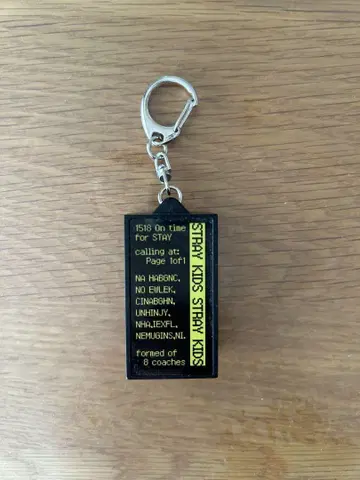 1518 On time
for STAY
calling at:
Page 1of1
NA HABGNC,
NO EWLEK,
CINABGHN,
UNHINJY,
NHAJEXFL,
NEMUGINS,NI.
formed of
8 coaches
STRAY KIDS STRAY KIDS